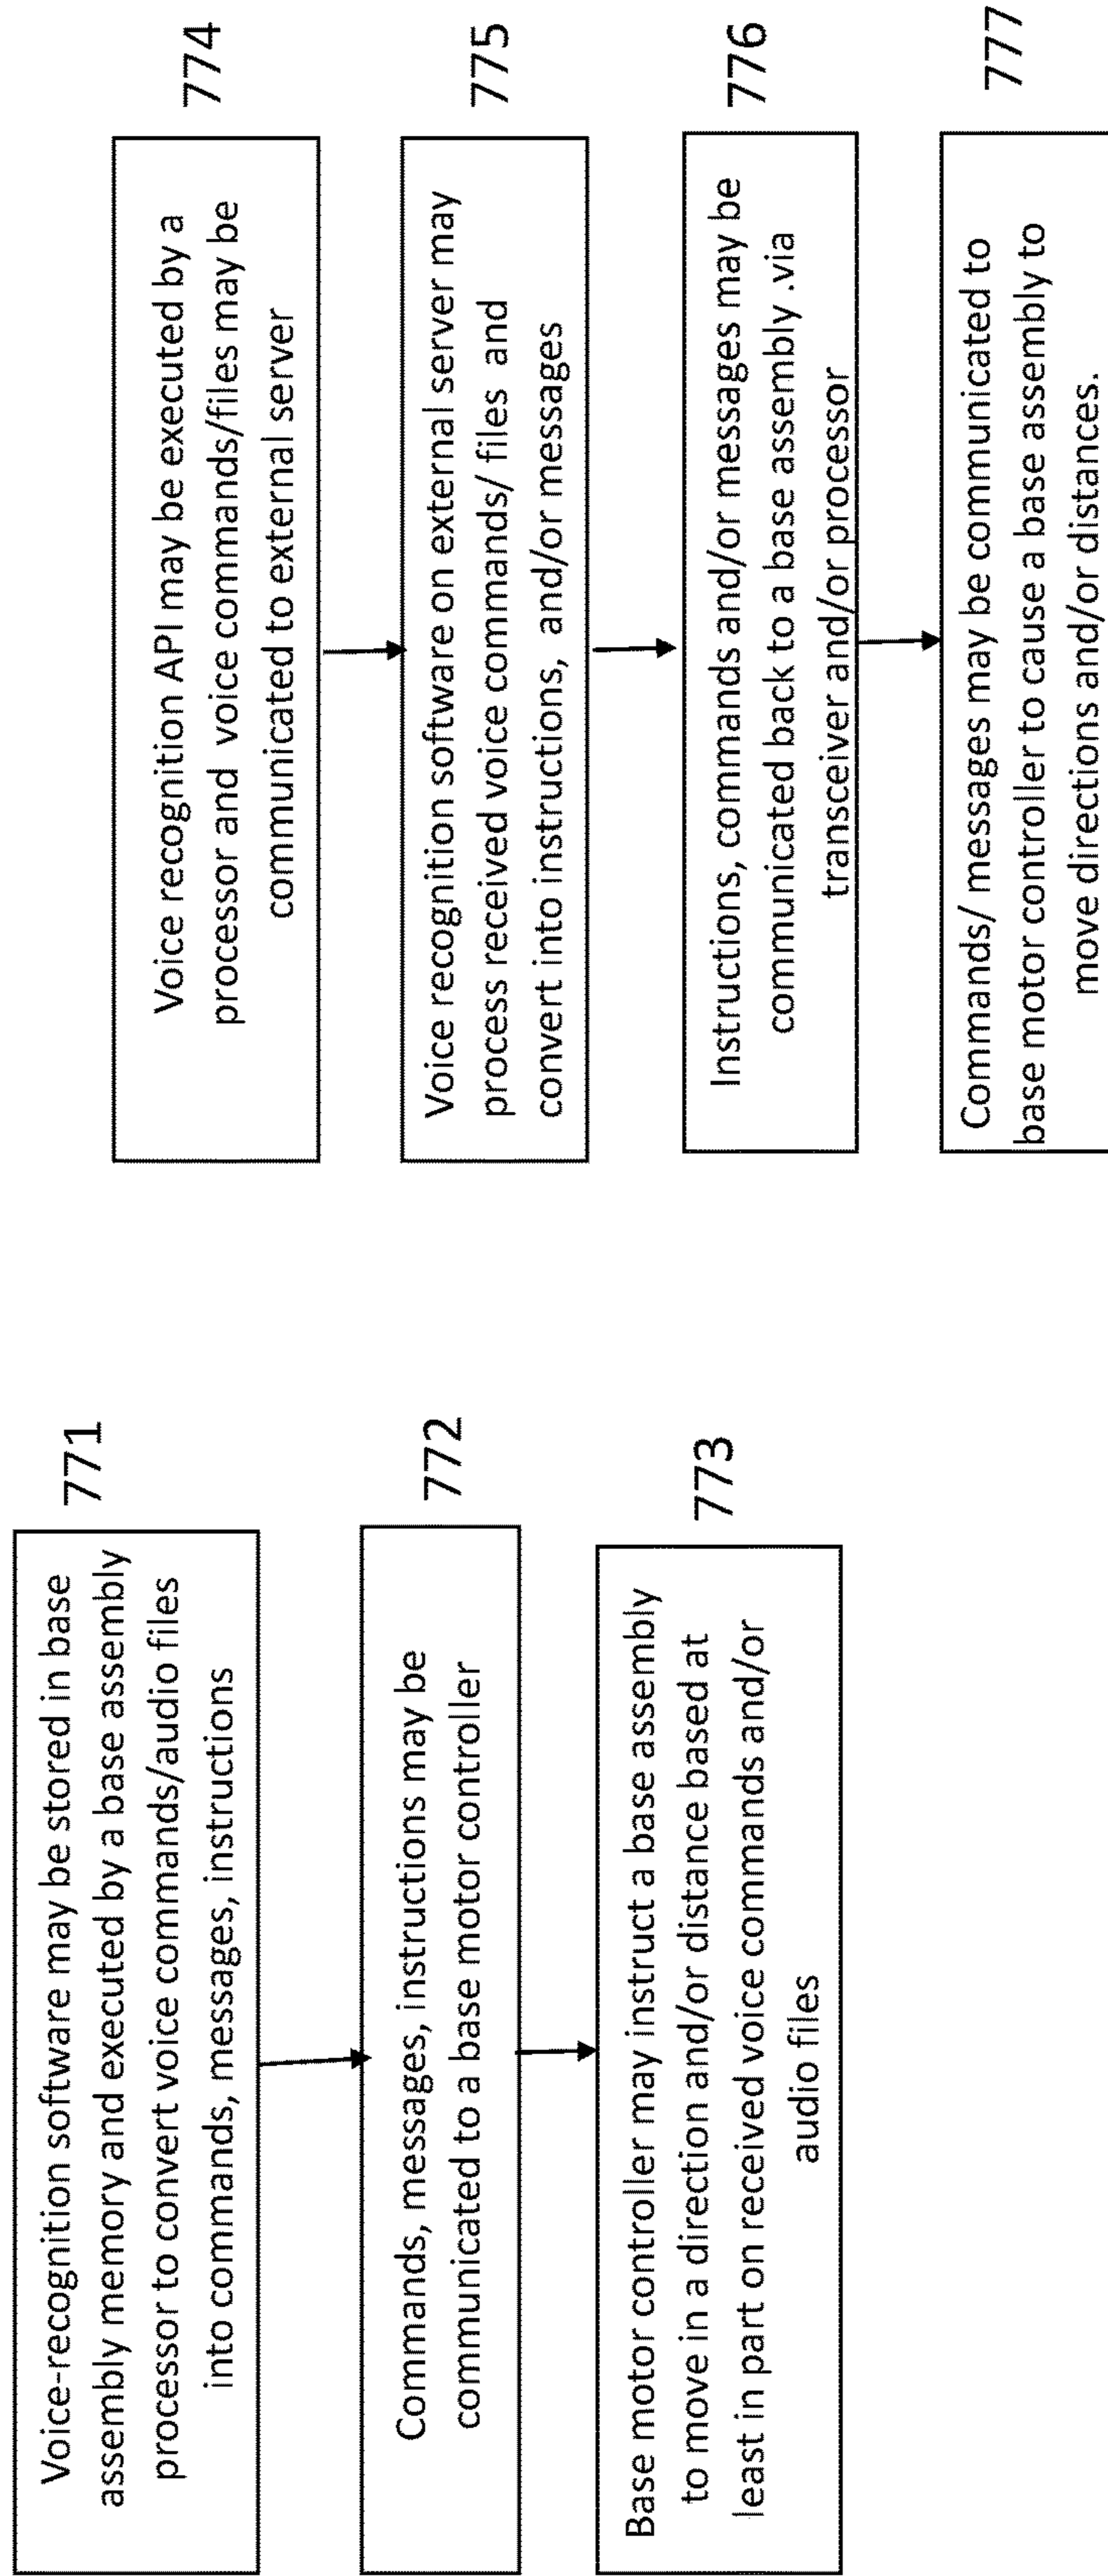 Voice-recognition software may be stored in base
assembly memory and executed by a base assembly
processor to convert voice commands/audio files
into commands, messages, instructions
771
Commands, messages, instructions may be
communicated to a base motor controller
772
Base motor controller may instruct a base assembly
to move in a direction and/or distance based at
least in part on received voice commands and/or
audio files
773
Voice recognition API may be executed by a
processor and voice commands/files may be
communicated to external server
774
Voice recognition software on external server may
process received voice commands/ files and
convert into instructions, and/or messages
775
Instructions, commands and/or messages may be
communicated back to a base assembly .via
transceiver and/or processor
776
Commands/ messages may be communicated to
base motor controller to cause a base assembly to
move directions and/or distances.
777